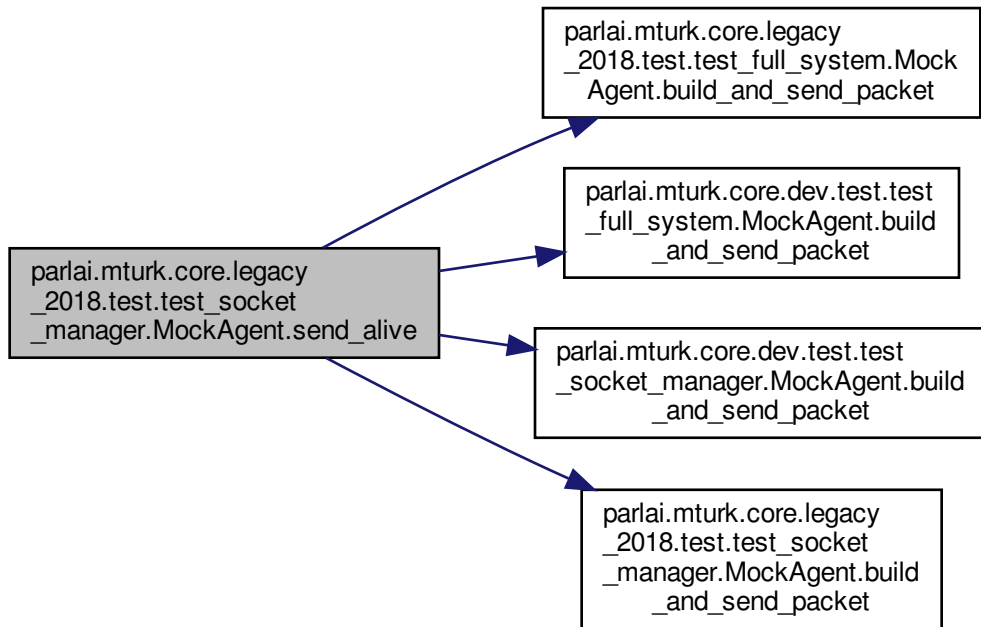 parlai.mturk.core.legacy
_2018.test.test_full_system.Mock
Agent.build_and_send_packet
parlai.mturk.core.dev.test.test
_full_system.MockAgent.build
_and_send_packet
parlai.mturk.core.legacy
_2018.test.test_socket
_manager.MockAgent.send_alive
parlai.mturk.core.dev.test.test
_socket_manager.MockAgent.build
_and_send_packet
parlai.mturk.core.legacy
_2018.test.test_socket
_manager.MockAgent.build
_and_send_packet